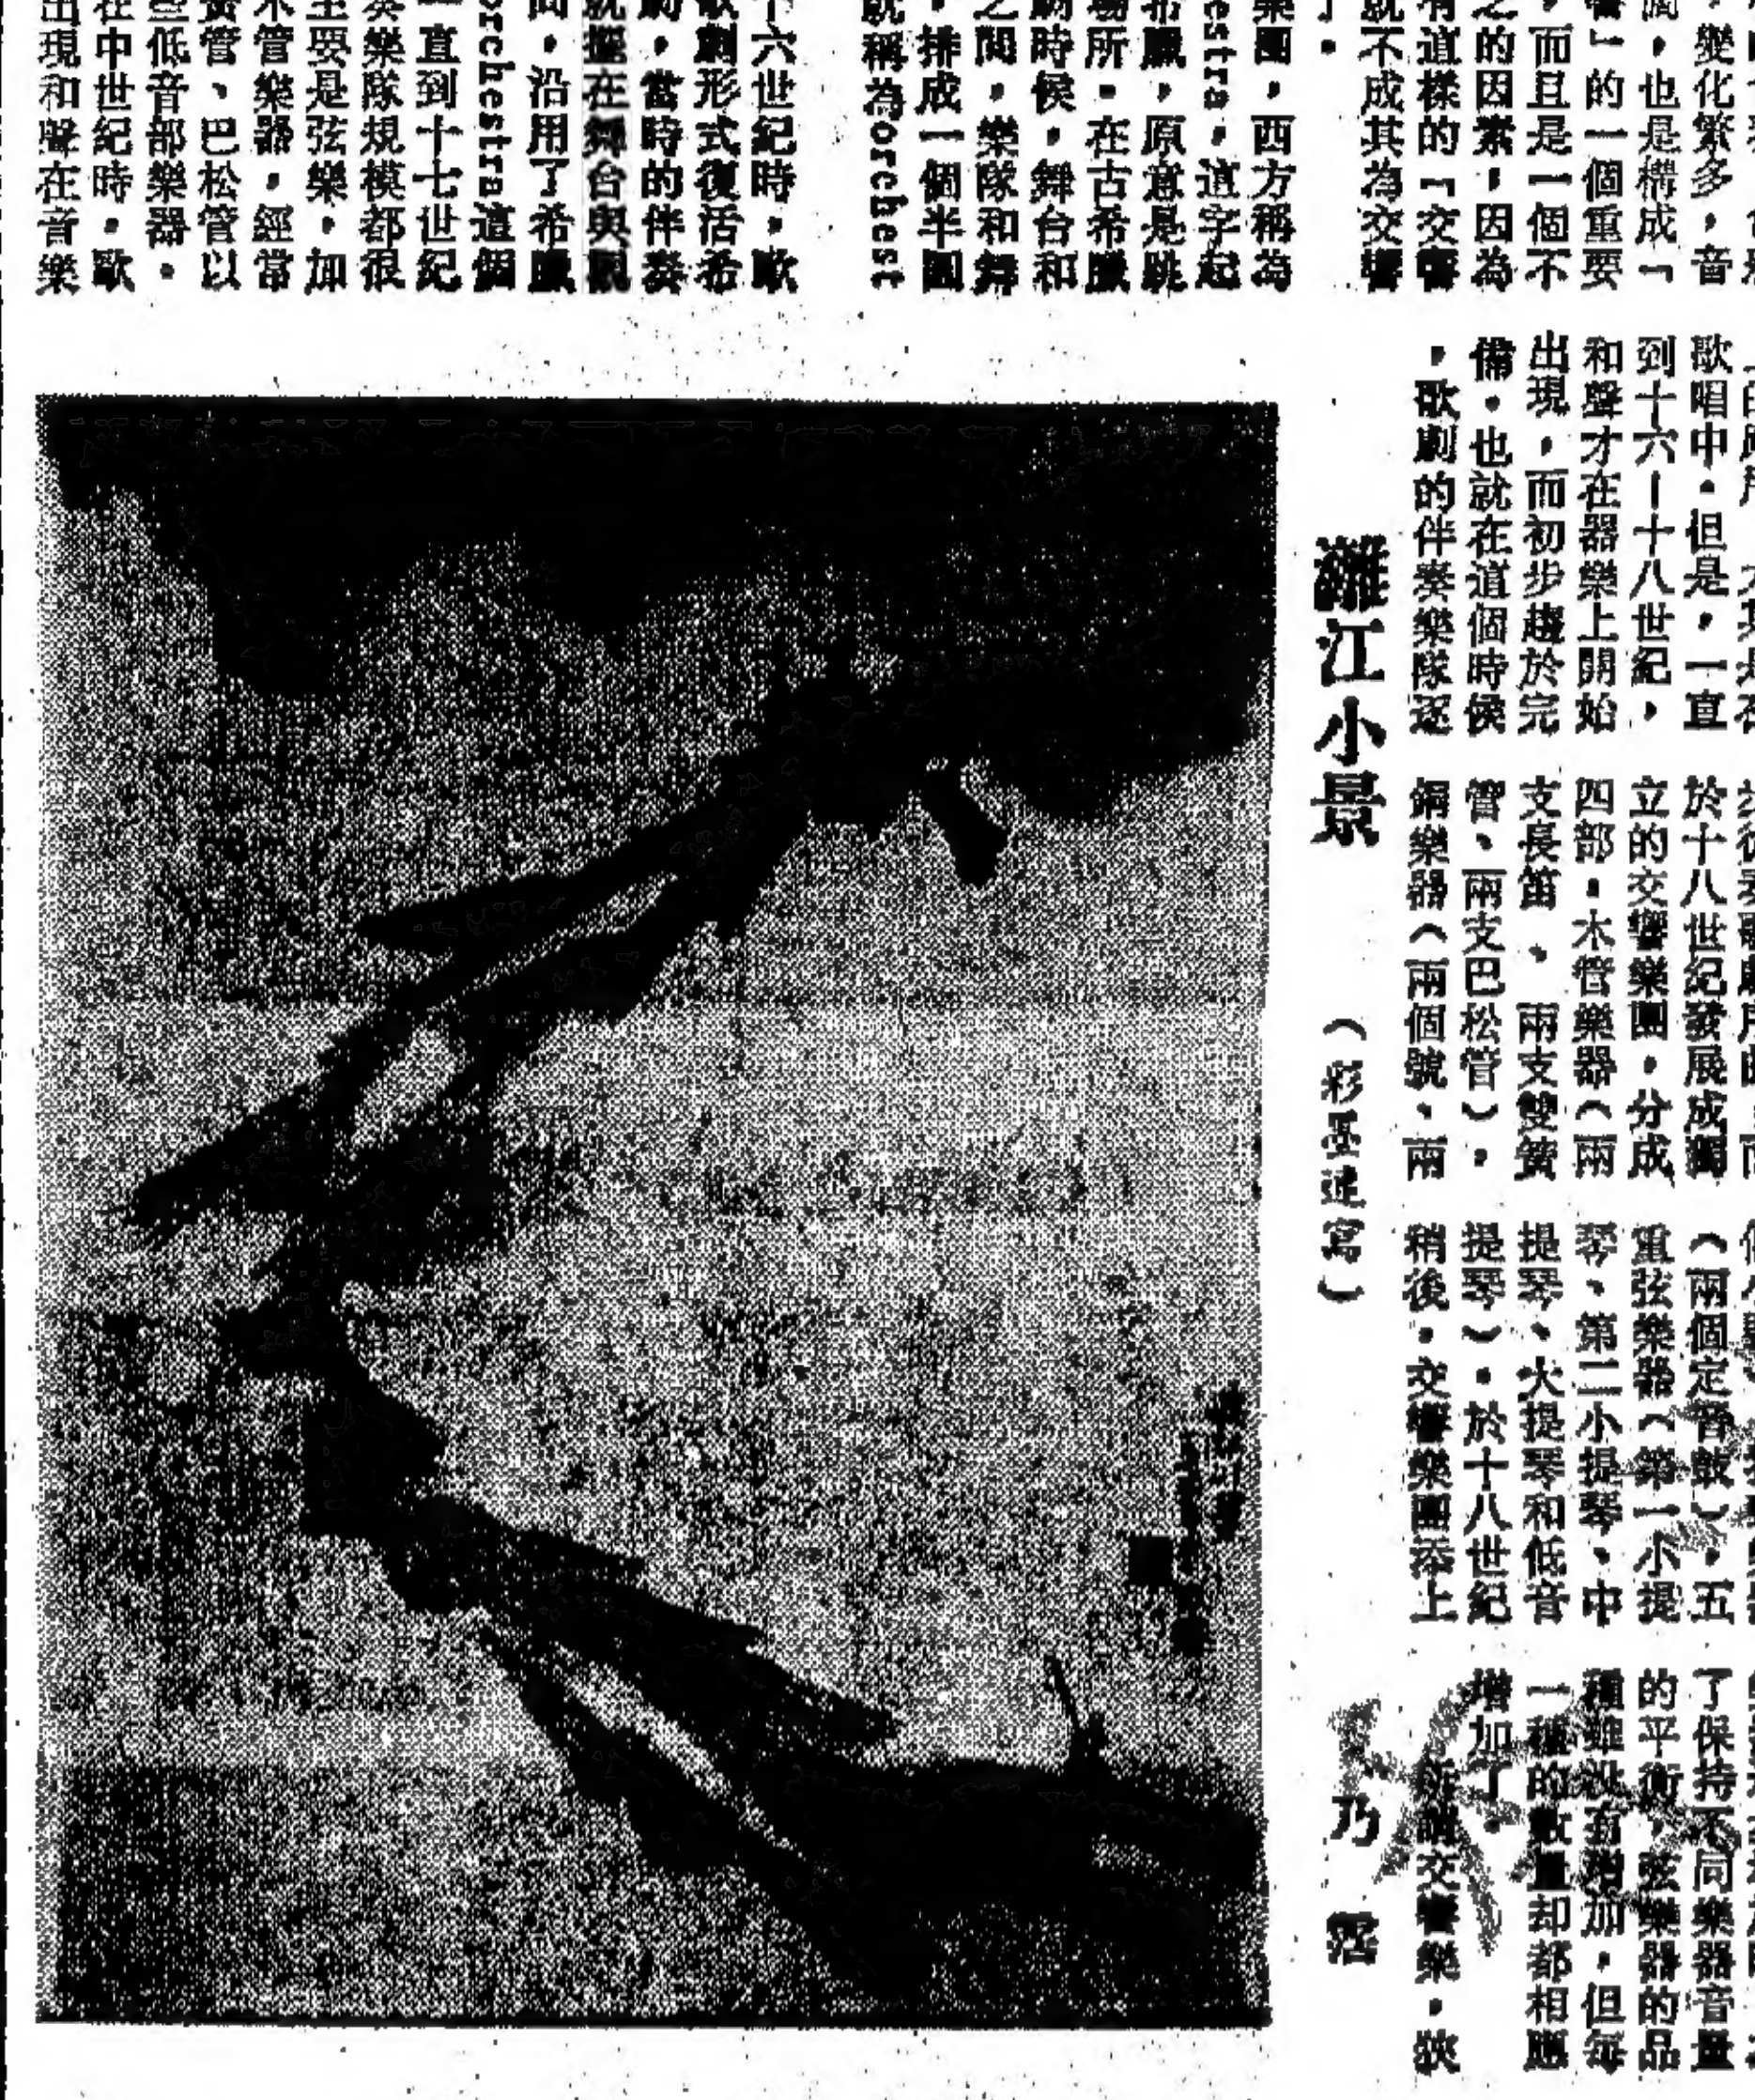 變化繁多，音
，也是構成「
」的一個重要
，而且是一個不
之的因素，因為
有這樣的「交響
就不成其為交響
了。
樂團，西方稱為
estra，這字起
希臘，原意是跳
場所。在古希臘
劇時候，舞台和
之間，樂隊和舞
，排成一個半圓
就稱為orchest
十六世紀時，歌
歌劇形式復活希
劇，當時的伴奏
就擺在舞台與觀
間，沿用了希臘
orchestra這個
一直到十七世紀
奏樂隊規模都很
主要是弦樂，加
木管樂器，經常
簧管、巴松管以
些低音部樂器。
在中世紀時，歌
出現和聲在音樂
歌唱中。但是，一直
到十六—十八世紀，
和聲才在器樂上開始
出現，而初步趨於完
備。也就在這個時候
，歌劇的伴奏樂隊逐
於十八世紀發展成獨
立的交響樂團，分成
四部。木管樂器（兩
支長笛、兩支雙簧
管、兩支巴松管），
銅樂器（兩個號、兩
（兩個定音鼓）。五
重弦樂器（第一小提
琴、第二小提琴、中
提琴、大提琴和低音
提琴）。於十八世紀
稍後，交響樂團添上
了保持不同樂器音量
的平衡，弦樂器的品
種雖沒有增加，但每
一種的數量却都相應
增加了。
所謂交響樂，狹
灕江小景
（彩墨速寫）
乃